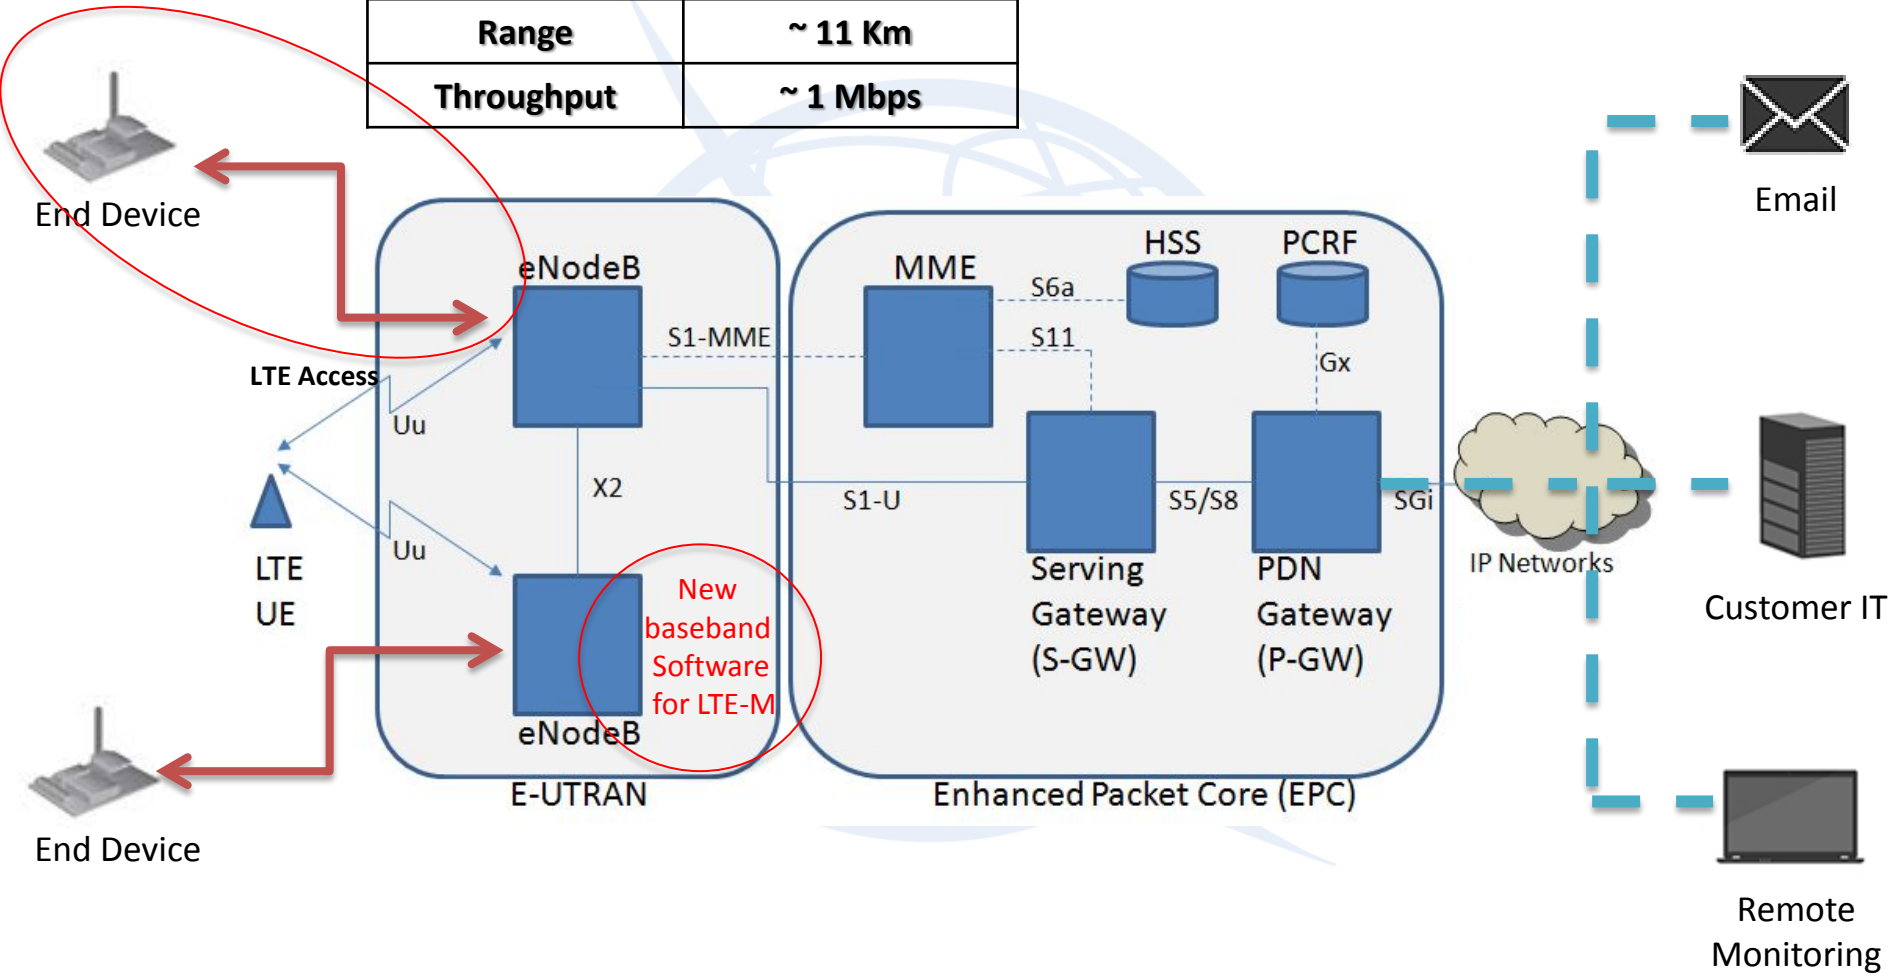 Range ~ 11 Km
Throughput ~ 1 Mbps
End Device
Email
eNodeB
MME
HSS
PCRF
S6a
S1-MME
S11
Gx
LTE Access
Uu
X2
S1-U
S5/S8
SGi
Uu
LTE
UE
IP Networks
Customer IT
New
baseband
Software
for LTE-M
Serving
Gateway
(S-GW)
PDN
Gateway
(P-GW)
eNodeB
E-UTRAN
Enhanced Packet Core (EPC)
End Device
Remote
Monitoring